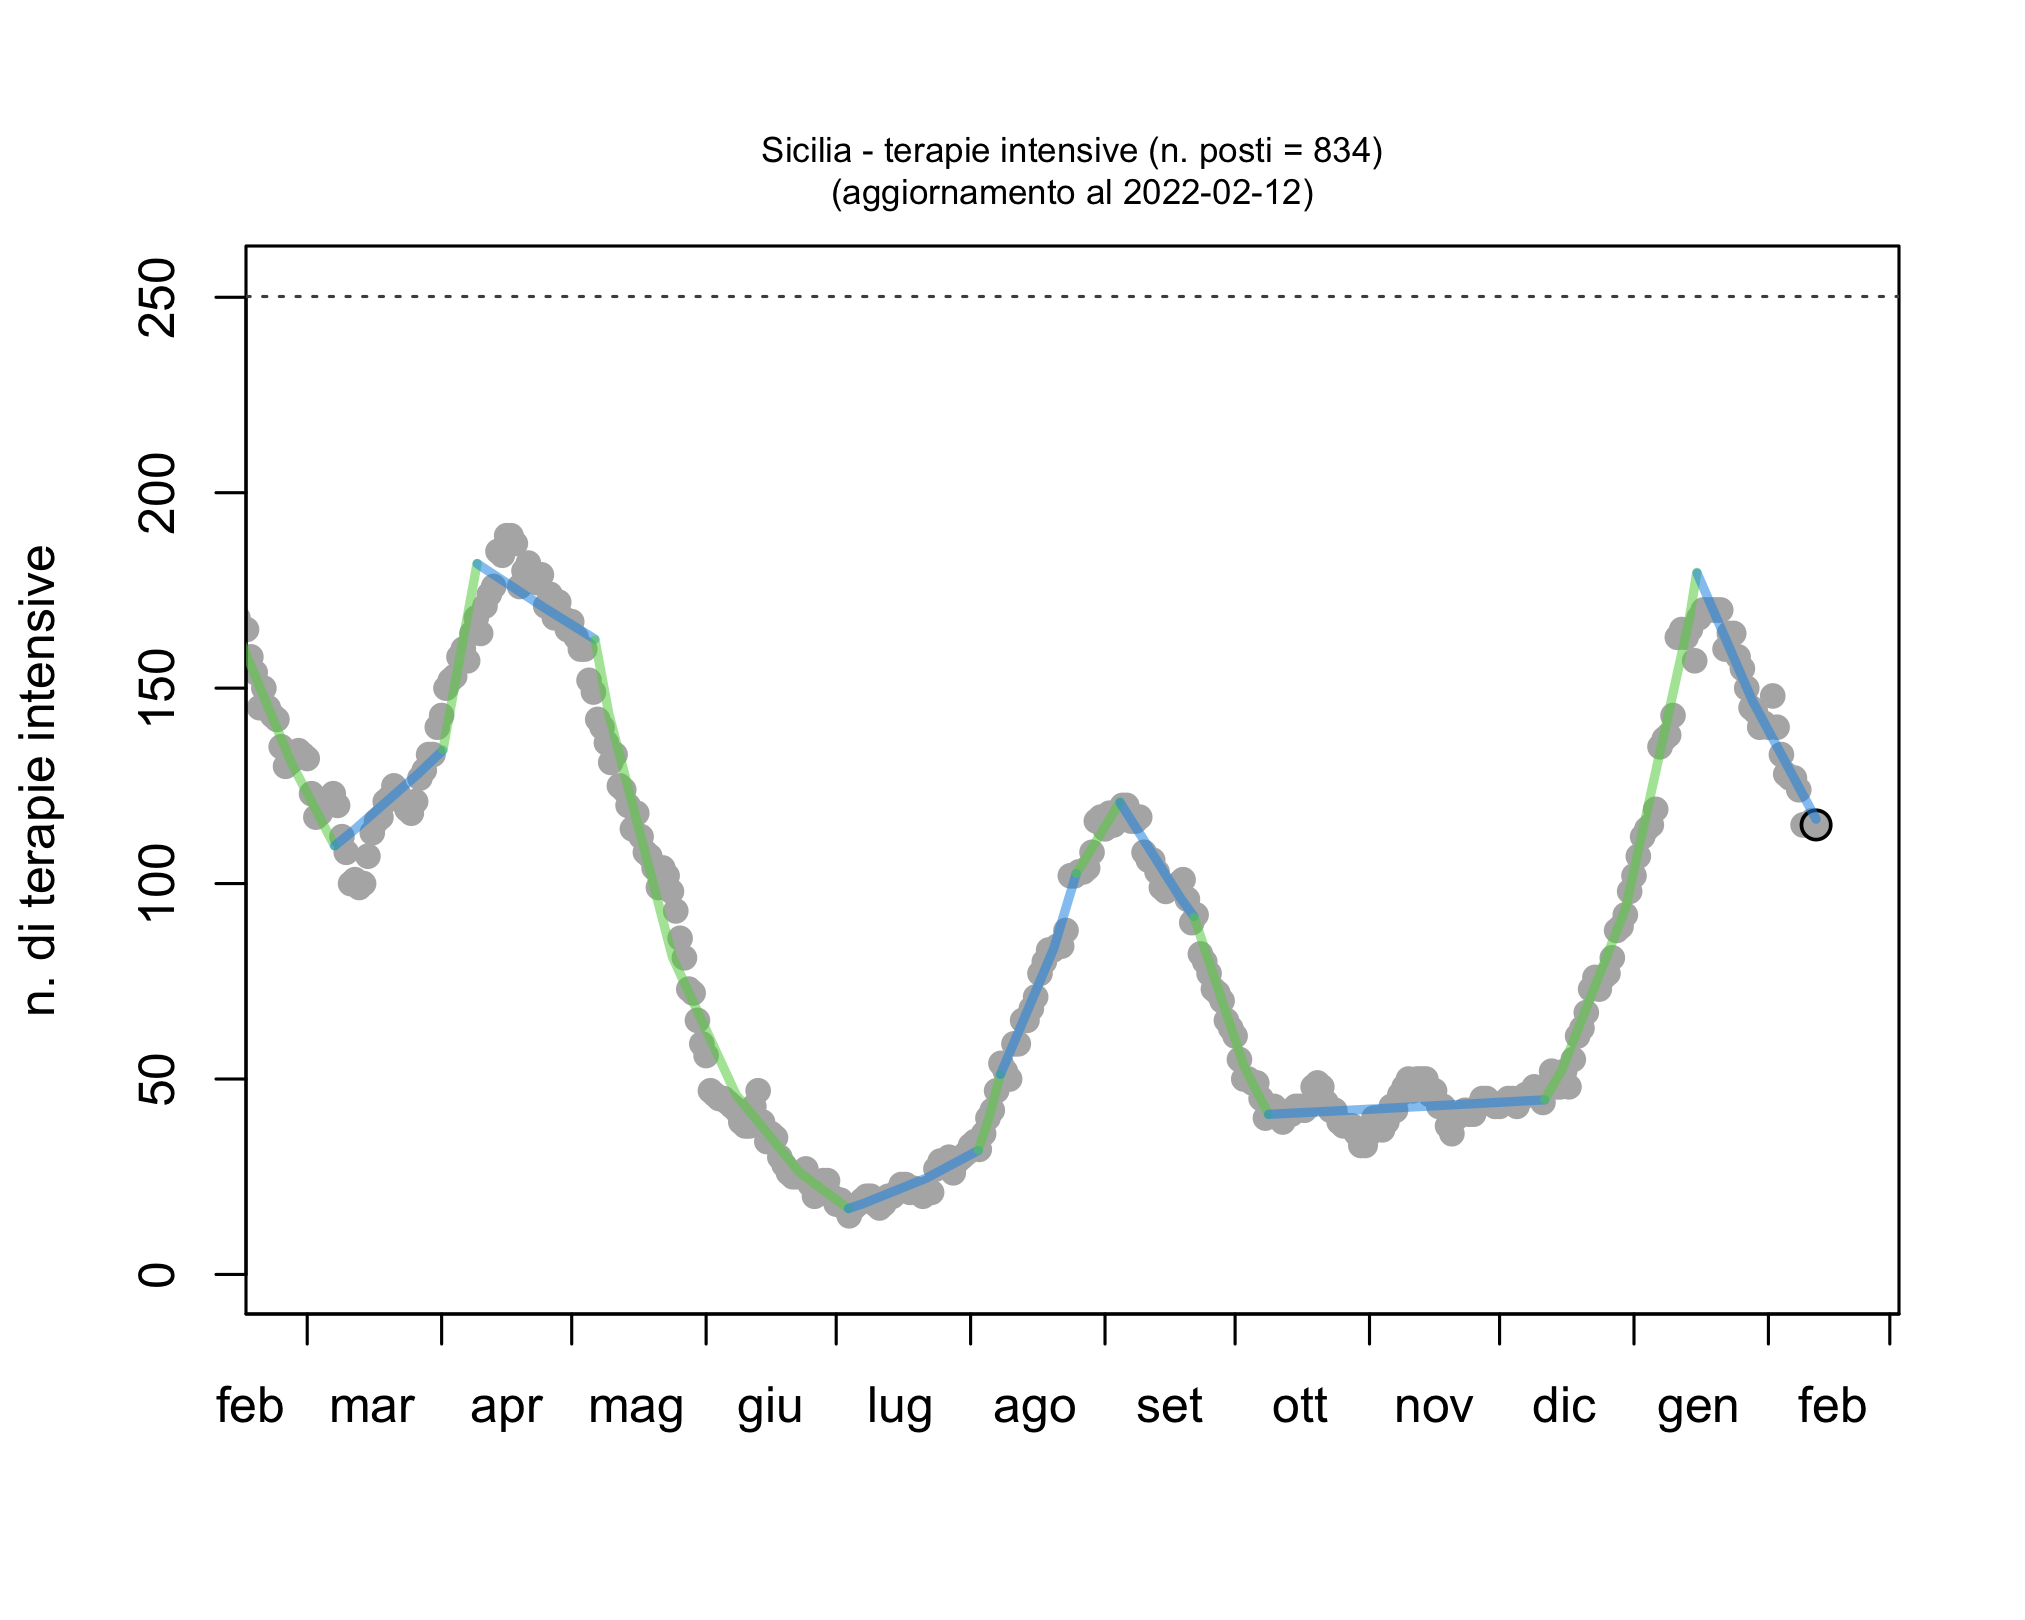 Sicilia - terapie intensive (n. posti = 834)
(aggiornamento al 2022-02-12)
n. di terapie intensive
250
200
150
100
50
0
feb mar apr mag giu lug ago set ott nov dic gen feb